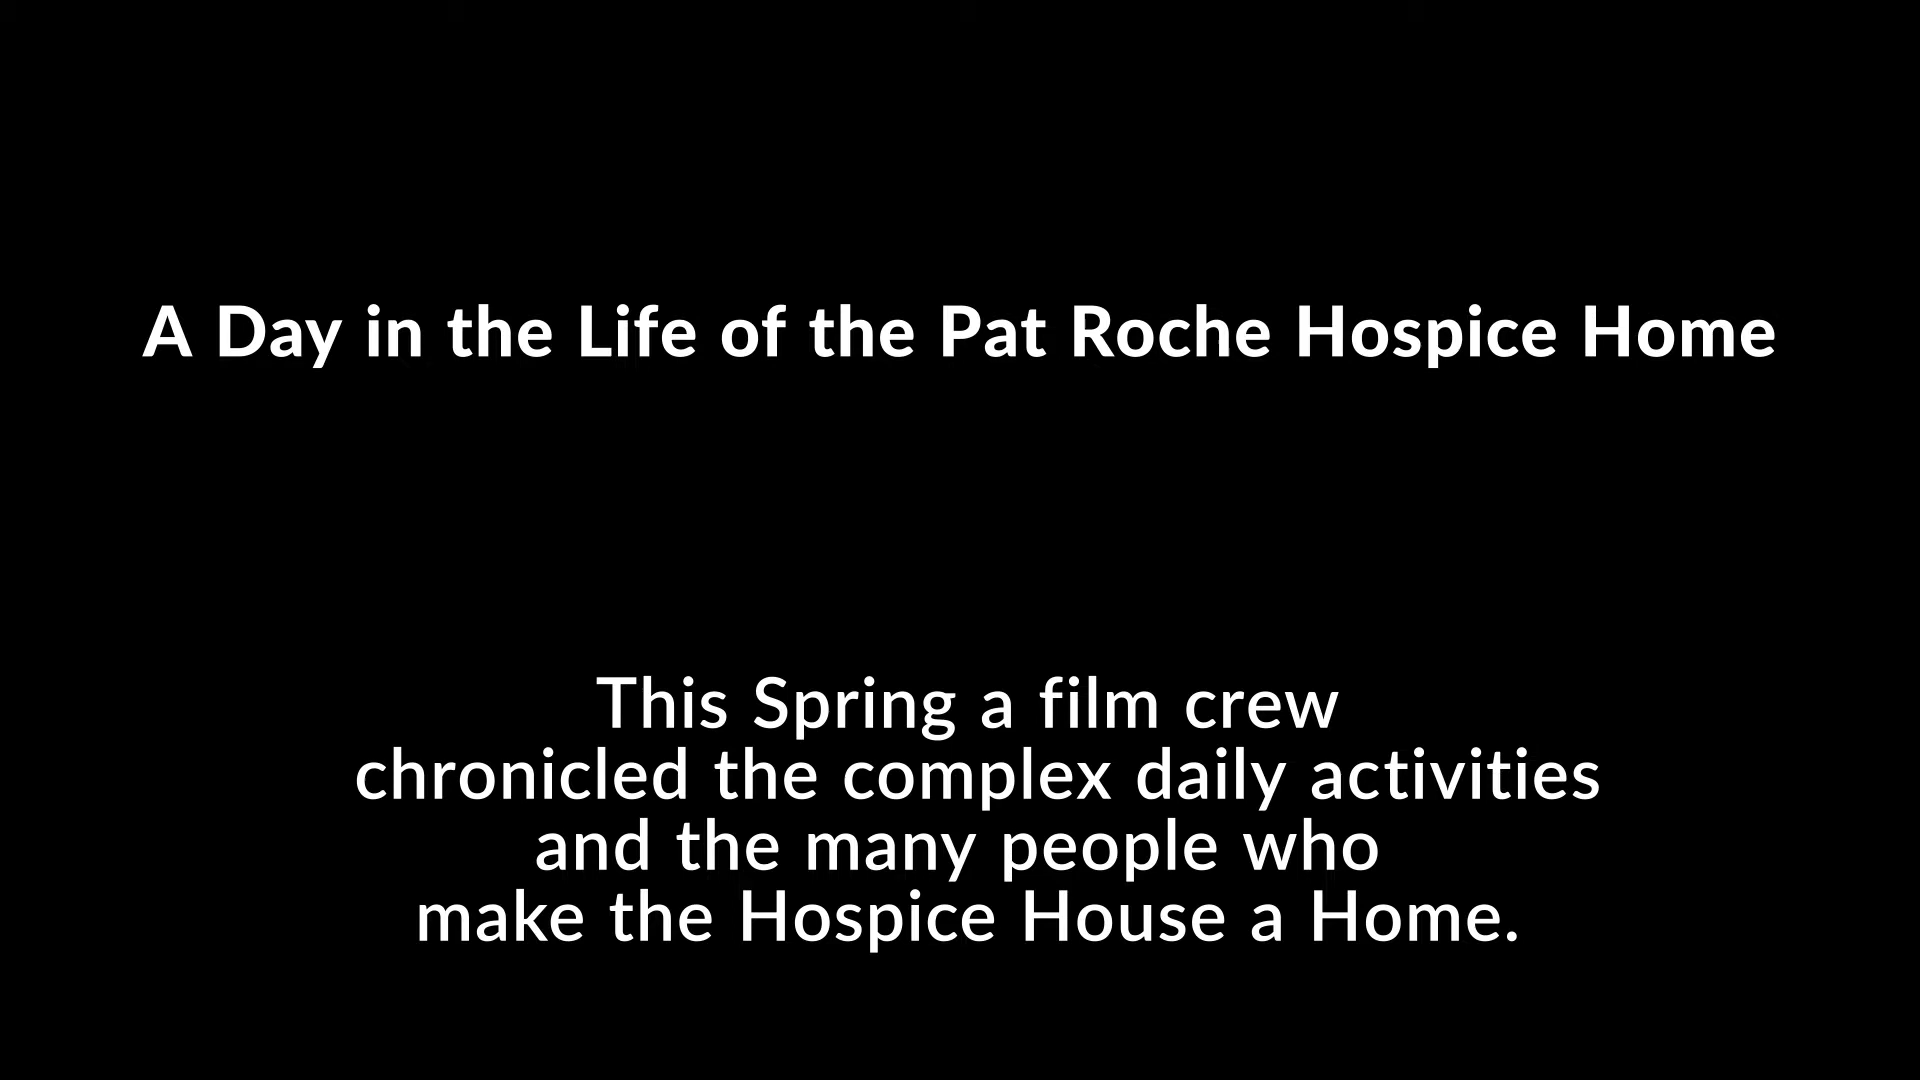 A Day in the Life of the Pat Roche Hospice Home
This Spring a film crew
chronicled the complex daily activities
and the many people who
make the Hospice House a Home.